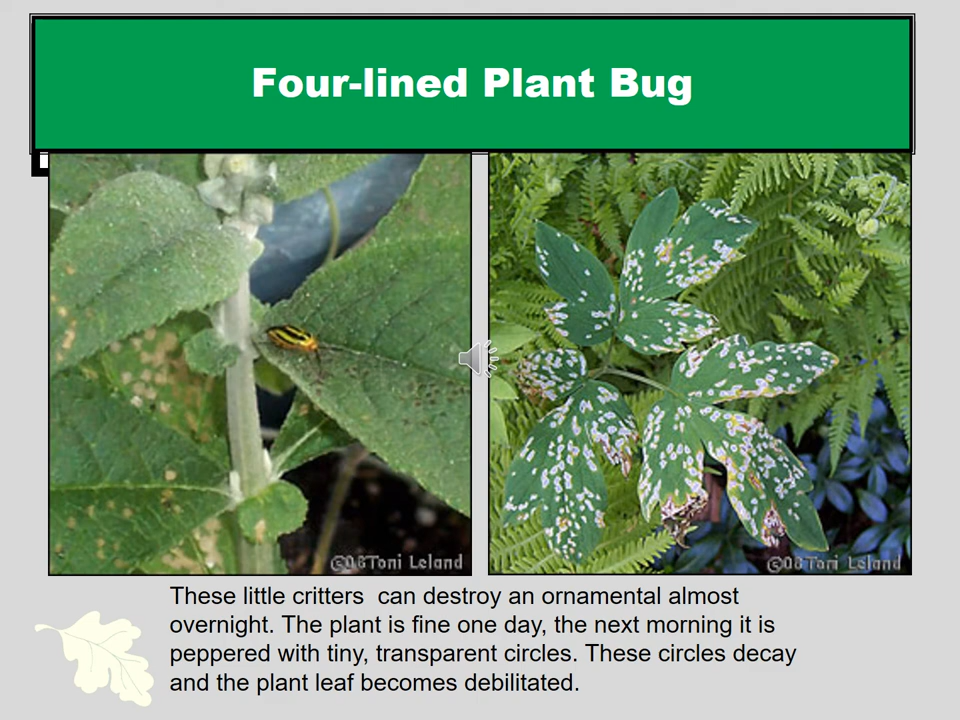 Four-lined Plant Bug
©08Toni Leland
©08Toni Leland
These little critters  can destroy an ornamental almost
overnight. The plant is fine one day, the next morning it is
peppered with tiny, transparent circles. These circles decay
and the plant leaf becomes debilitated.